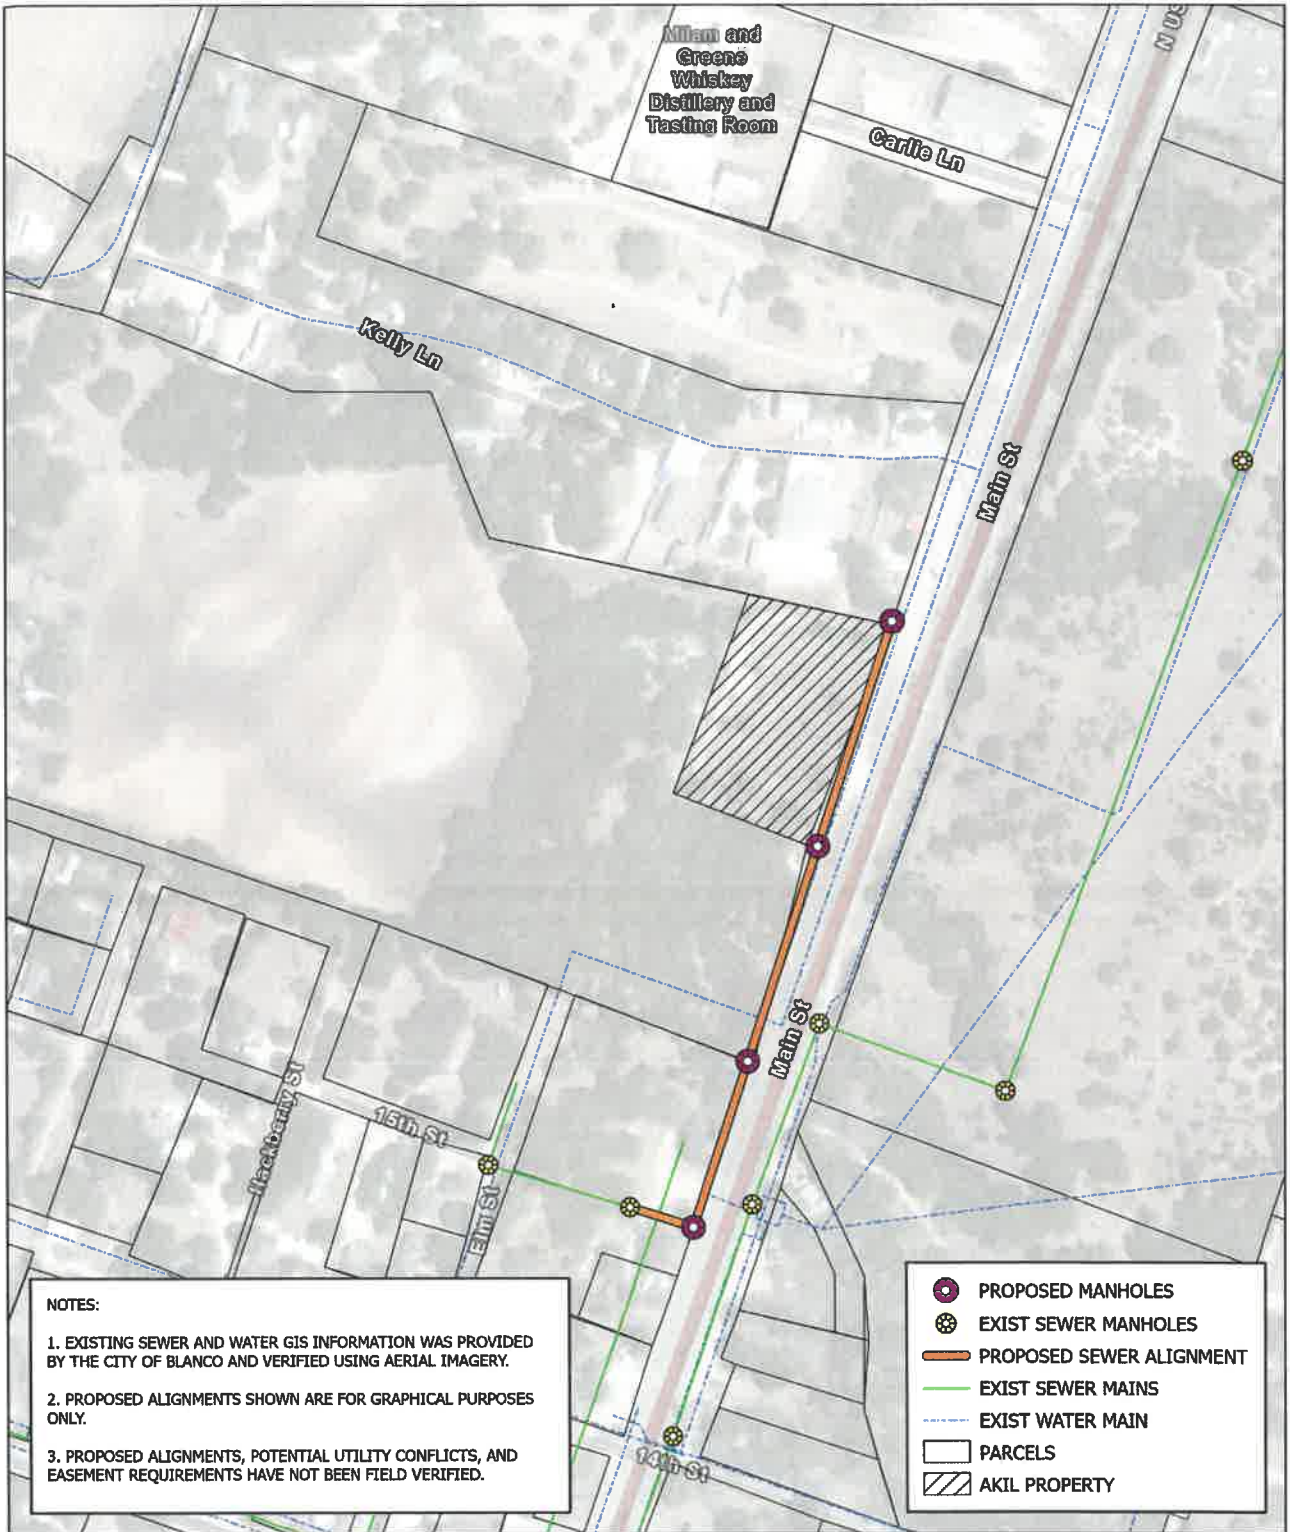 Milam and
Greene
Whiskey
Distillery and
Tasting Room
N US
Carlie Ln
Kelly Ln
Main St
Main St
Hackberry St
15th St
Elm St
14th St
NOTES:
1. EXISTING SEWER AND WATER GIS INFORMATION WAS PROVIDED
BY THE CITY OF BLANCO AND VERIFIED USING AERIAL IMAGERY.
2. PROPOSED ALIGNMENTS SHOWN ARE FOR GRAPHICAL PURPOSES
ONLY.
3. PROPOSED ALIGNMENTS, POTENTIAL UTILITY CONFLICTS, AND
EASEMENT REQUIREMENTS HAVE NOT BEEN FIELD VERIFIED.
PROPOSED MANHOLES
EXIST SEWER MANHOLES
PROPOSED SEWER ALIGNMENT
EXIST SEWER MAINS
EXIST WATER MAIN
PARCELS
AKIL PROPERTY